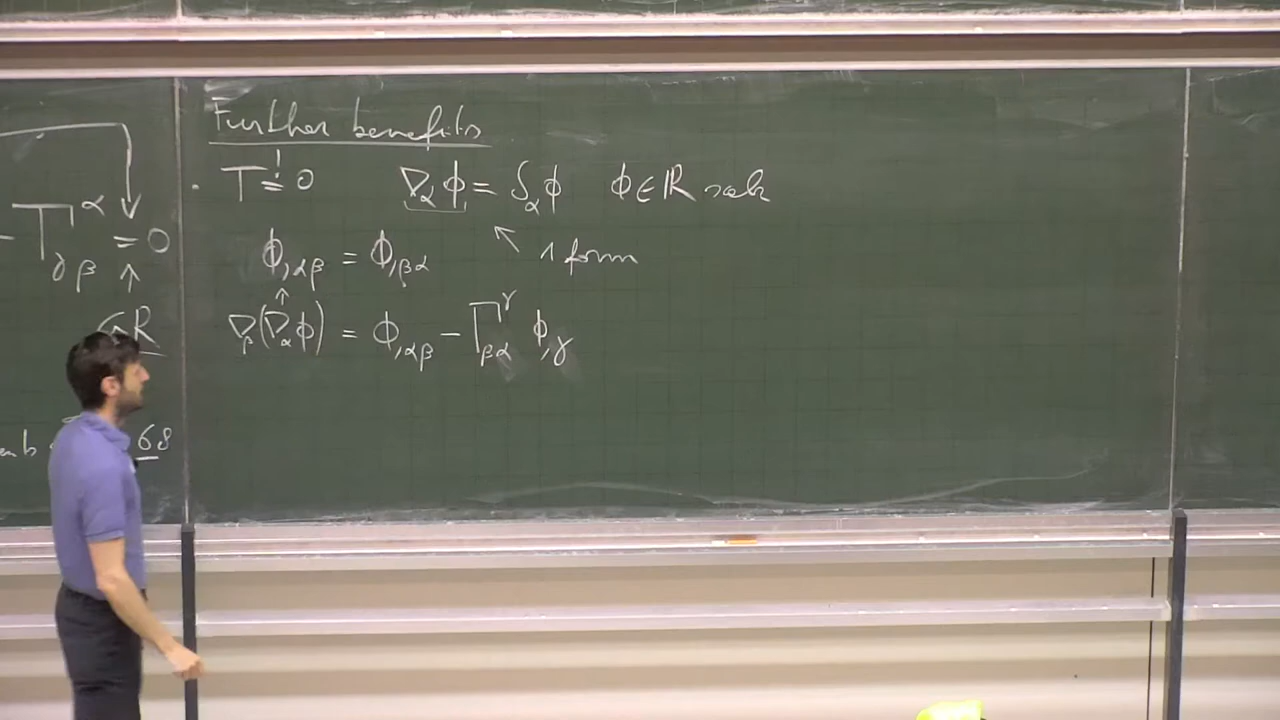 Further benefits
· T =! 0   ∇_α ϕ = ∂_α ϕ   ϕ ∈ ℝ
↖ 1 form
ϕ_{,αβ} = ϕ_{,βα}
↑
∇_β(∇_α ϕ) = ϕ_{,αβ} − Γ^γ_{βα} ϕ_{,γ}
− Γ^α_{γβ} = 0
↑
∈ R
68